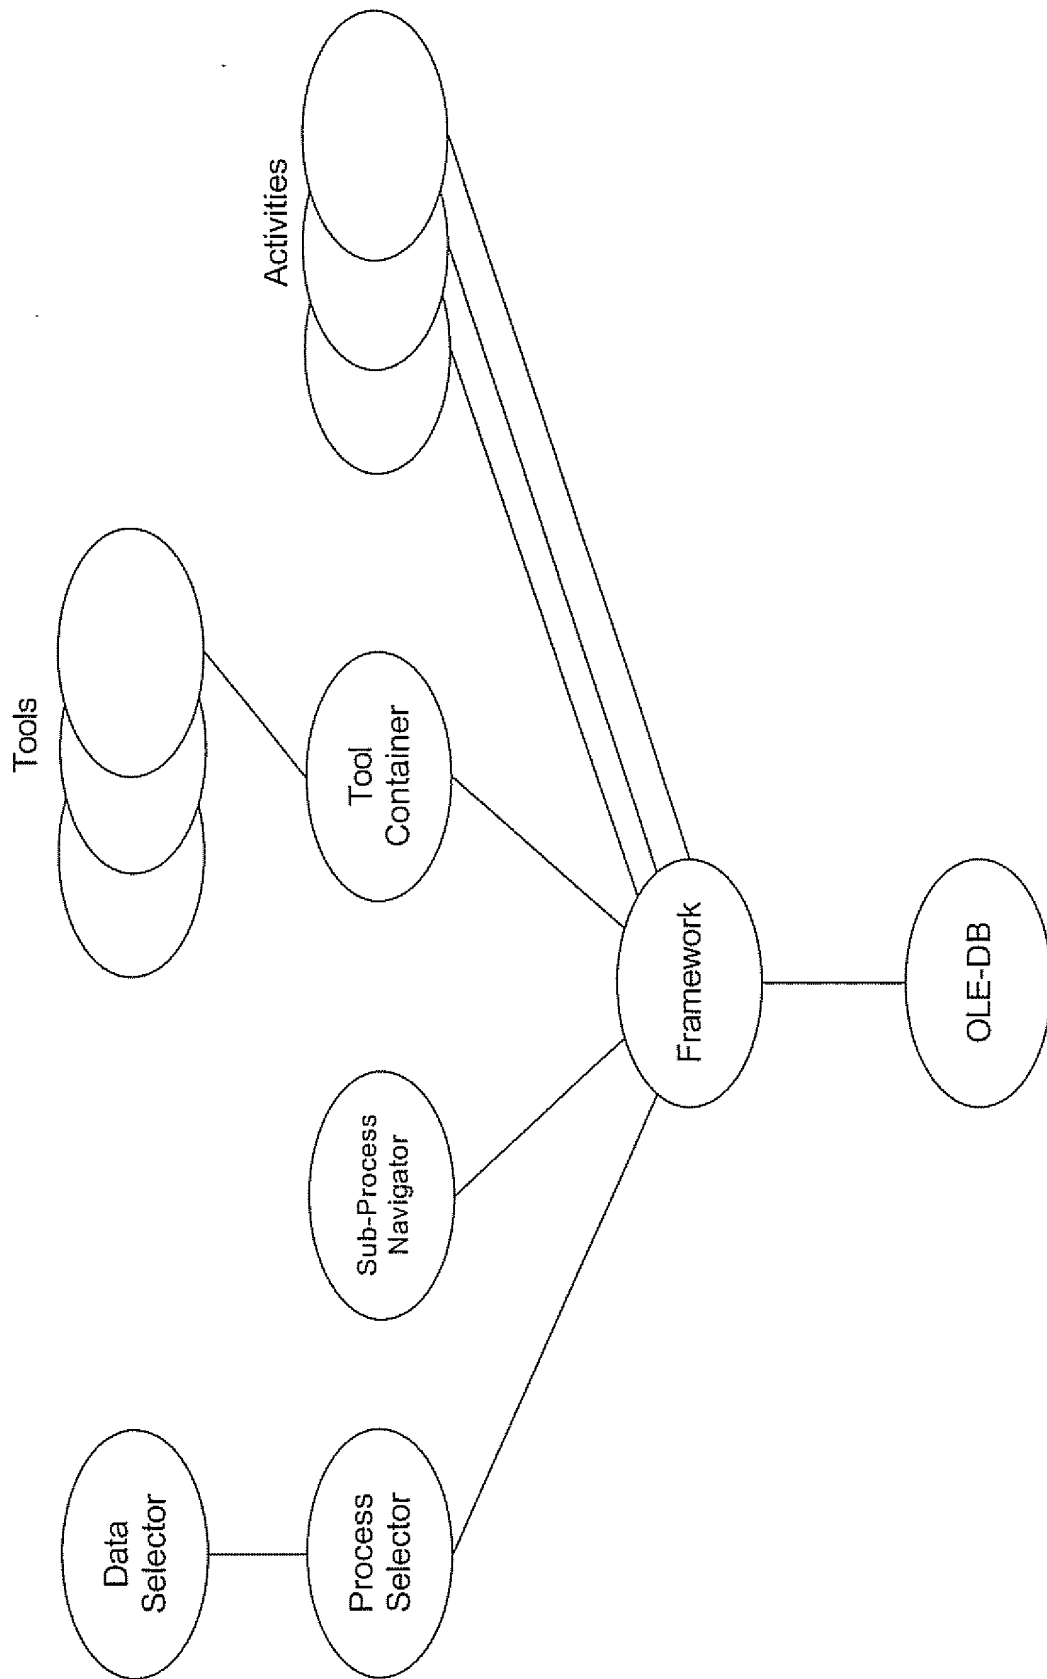 Tools
Activities
Data
Selector
Process
Selector
Sub-Process
Navigator
Tool
Container
Framework
OLE-DB